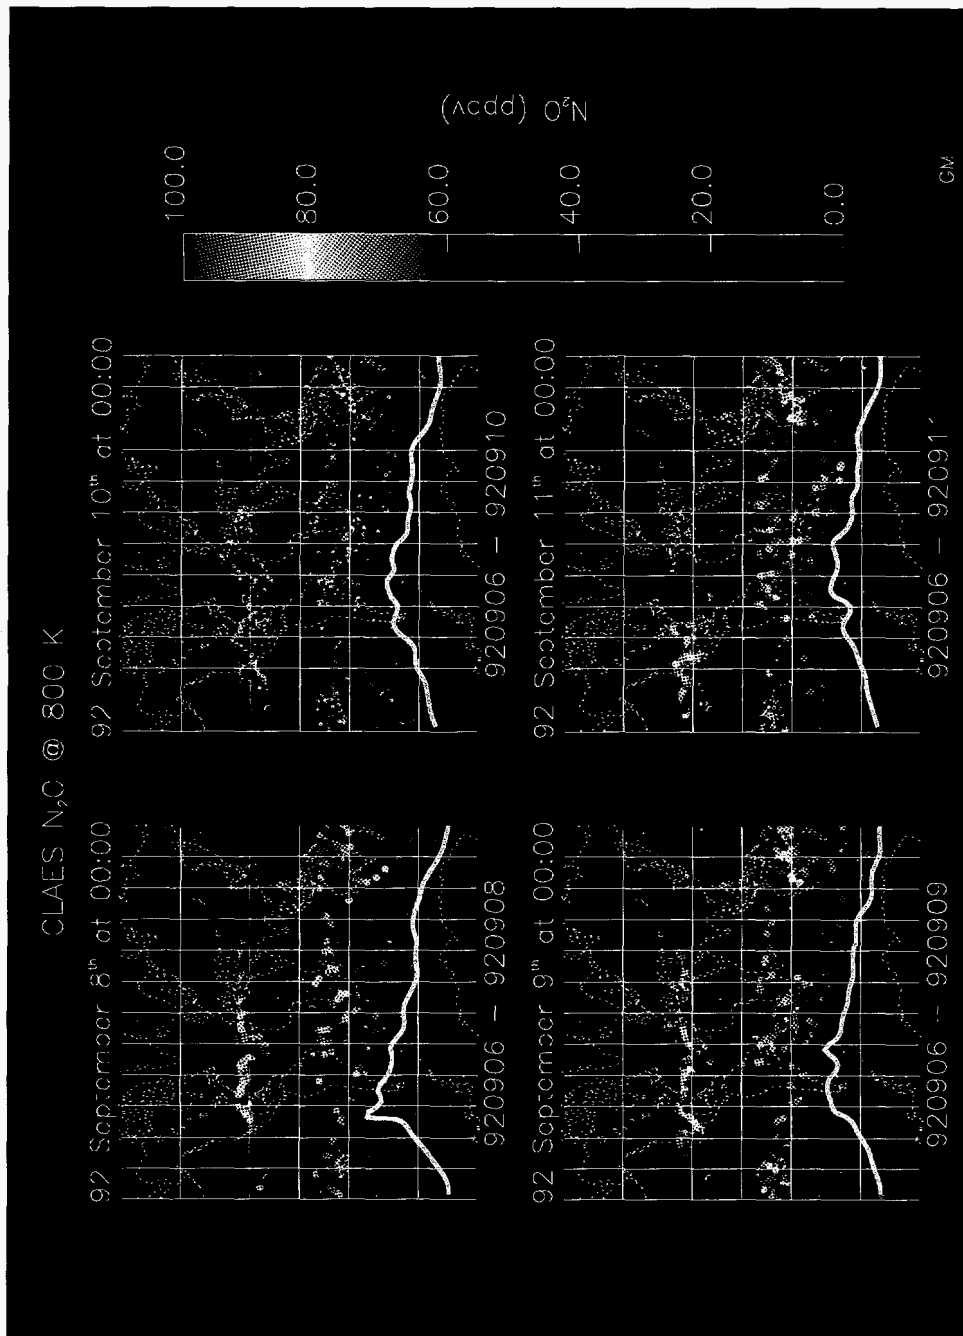 CLAES N₂O @ 800 K
92 September 8th at 00:00
92 September 10th at 00:00
920906 - 920908
920906 - 920910
92 September 9th at 00:00
92 September 11th at 00:00
920906 - 920909
920906 - 920911
100.0
80.0
60.0
40.0
20.0
0.0
N₂O (ppbv)
GM